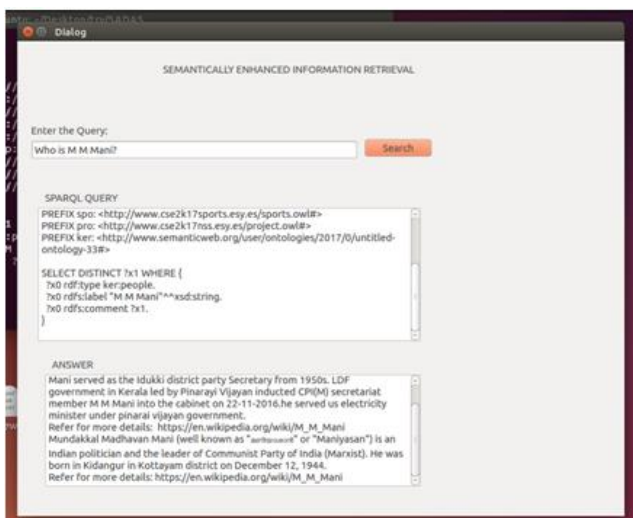 Dialog
SEMANTICALLY ENHANCED INFORMATION RETRIEVAL
Enter the Query:
Who is M M Mani?
Search
SPARQL QUERY
PREFIX spo: <http://www.cse2k17sports.esy.es/sports.owl#>
PREFIX pro: <http://www.cse2k17nss.esy.es/project.owl#>
PREFIX ker: <http://www.semanticweb.org/user/ontologies/2017/0/untitled-
ontology-33#>
SELECT DISTINCT ?x1 WHERE {
?x0 rdf:type ker:people.
?x0 rdfs:label "M M Mani"^^xsd:string.
?x0 rdfs:comment ?x1.
}
ANSWER
Mani served as the Idukki district party Secretary from 1950s. LDF
government in Kerala led by Pinarayi Vijayan inducted CPI(M) secretariat
member M M Mani into the cabinet on 22-11-2016.he served us electricity
minister under pinarai vijayan government.
Refer for more details: https://en.wikipedia.org/wiki/M_M_Mani
Mundakkal Madhavan Mani (well known as " " or "Maniyasan") is an
Indian politician and the leader of Communist Party of India (Marxist). He was
born in Kidangur in Kottayam district on December 12, 1944.
Refer for more details: https://en.wikipedia.org/wiki/M_M_Mani